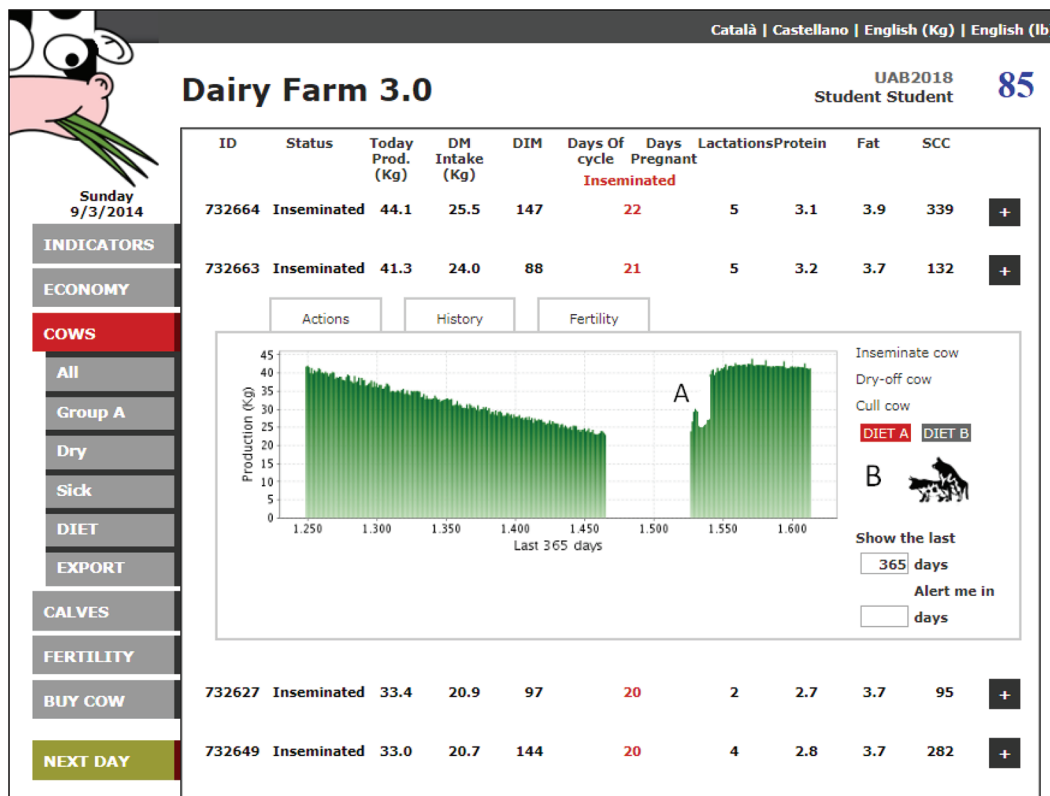 Català | Castellano | English (Kg) | English (lb
Dairy Farm 3.0
UAB2018
Student Student
85
Sunday
9/3/2014
INDICATORS
ECONOMY
COWS
All
Group A
Dry
Sick
DIET
EXPORT
CALVES
FERTILITY
BUY COW
NEXT DAY
ID Status Today Prod. (Kg) DM Intake (Kg) DIM Days Of cycle Days Pregnant Lactations Protein Fat SCC
Inseminated
732664 Inseminated 44.1 25.5 147 22 5 3.1 3.9 339 +
732663 Inseminated 41.3 24.0 88 21 5 3.2 3.7 132 +
Actions History Fertility
Production (Kg)
45
40
35
30
25
20
15
10
5
0
A
1.250 1.300 1.350 1.400 1.450 1.500 1.550 1.600
Last 365 days
Inseminate cow
Dry-off cow
Cull cow
DIET A DIET B
B
Show the last
365 days
Alert me in
days
732627 Inseminated 33.4 20.9 97 20 2 2.7 3.7 95 +
732649 Inseminated 33.0 20.7 144 20 4 2.8 3.7 282 +